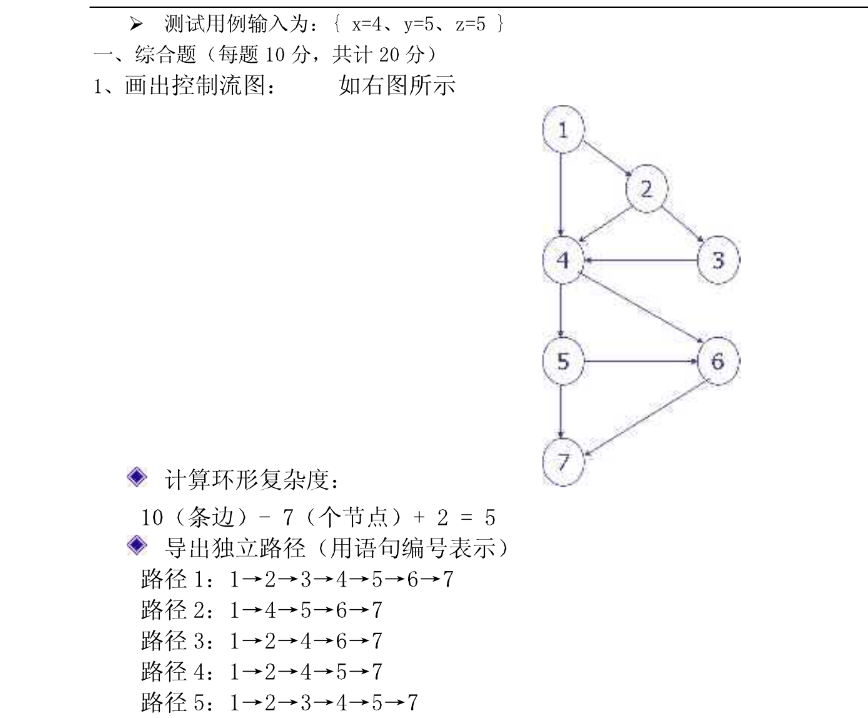 ➢ 测试用例输入为：{ x=4、y=5、z=5 }
一、综合题（每题 10 分，共计 20 分）
1、画出控制流图： 如右图所示
1
2
4
3
5
6
7
◆ 计算环形复杂度：
10（条边）- 7（个节点）+ 2 = 5
◆ 导出独立路径（用语句编号表示）
路径 1：1→2→3→4→5→6→7
路径 2：1→4→5→6→7
路径 3：1→2→4→6→7
路径 4：1→2→4→5→7
路径 5：1→2→3→4→5→7